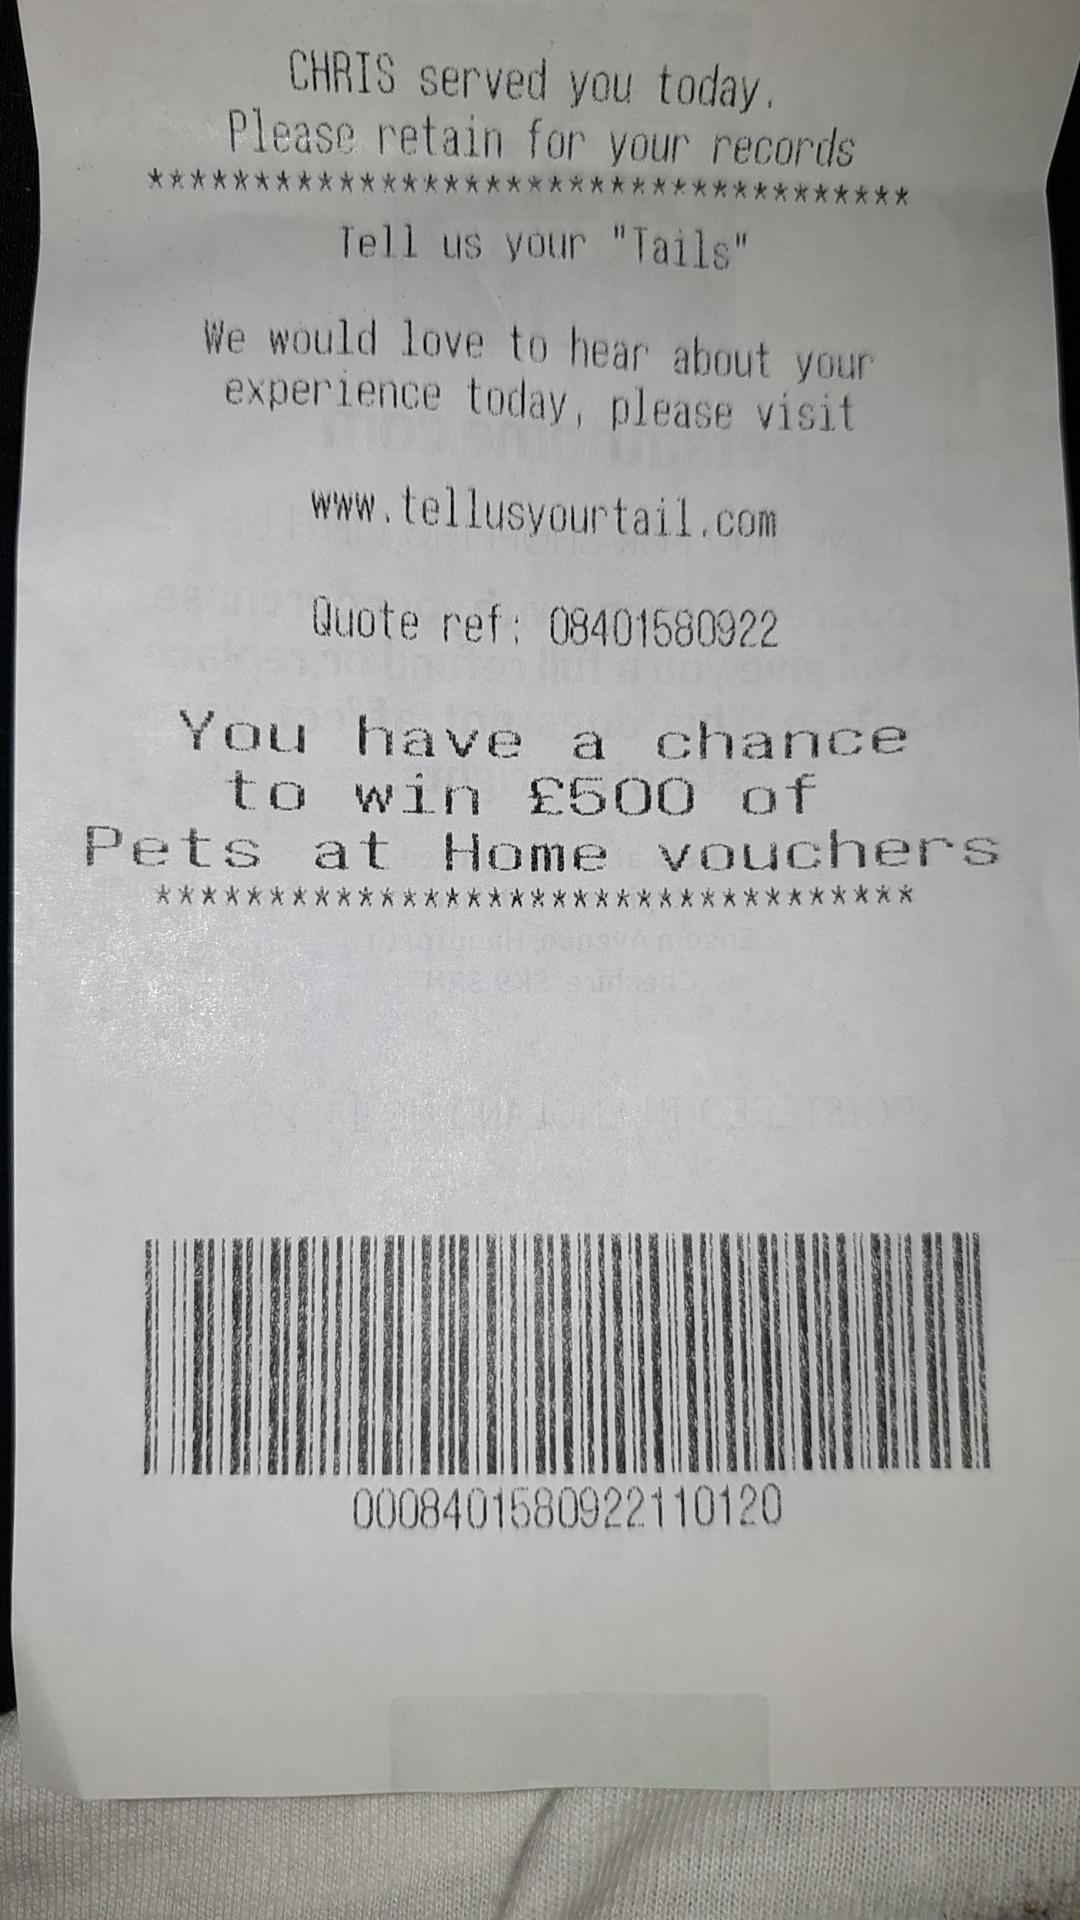 CHRIS served you today.
Please retain for your records
************************************
Tell us your "Tails"
We would love to hear about your
experience today, please visit
www.tellusyourtail.com
Quote ref: 08401580922
You have a chance
to win £500 of
Pets at Home vouchers
***********************************
0008401580922110120